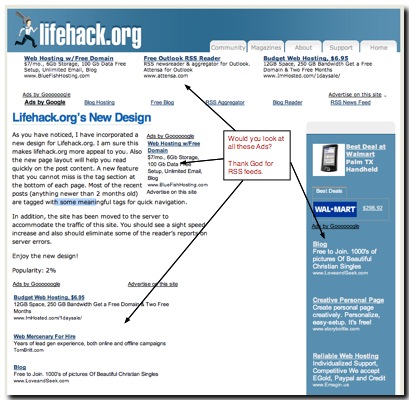 lifehack.org
Community Magazines About Support Home
Web Hosting w/Free Domain
$7/mo., 6Gb Storage, 100 Gb Data Free
Setup, Unlimited Email, Blog
www.BlueFishHosting.com
Free Outlook RSS Reader
RSS newsreader & aggregator for Outlook.
Attensa for Outlook
www.attensa.com
Budget Web Hosting, $6.95
12GB Space, 250 GB Bandwidth Get a Free
Domain & Two Free Months
www.ImHosted.com/1daysale/
Ads by Goooooogle
Advertise on this site
Ads by Google Blog Hosting Free Blog RSS Aggregator Blog Reader RSS News Feed
Lifehack.org's New Design
As you have noticed, I have incorporated a
new design for Lifehack.org. I am sure this
makes lifehack.org more appeal to you. Also
the new page layout will help you read
quickly on the post content. A new feature
that you cannot miss is the tag section at
the bottom of each page. Most of the recent
posts (anything newer than 2 months old)
are tagged with some meaningful tags for quick navigation.
Ads by Goooooogle
Web Hosting w/Free
Domain
$7/mo., 6Gb Storage,
100 Gb Data Free
Setup, Unlimited Email,
Blog
www.BlueFishHosting.com
Advertise on this site
Would you look at
all these Ads?
Thank God for
RSS feeds.
In addition, the site has been moved to the server to
accommodate the traffic of this site. You should see a sight speed
increase and also should eliminate some of the reader's reports on
server errors.
Enjoy the new design!
Popularity: 2%
Ads by Goooooogle
Advertise on this site
Budget Web Hosting, $6.95
12GB Space, 250 GB Bandwidth Get a Free Domain & Two Free
Months
www.ImHosted.com/1daysale/
Web Mercenary For Hire
Years of lead gen experience, both online and offline campaigns
TomBritt.com
Blog
Free to Join. 1000's of pictures Of Beautiful Christian Singles
www.LoveandSeek.com
Best Deal at
Walmart
Palm TX
Handheld
Best Deals
WAL★MART $298.92
Ads by Goooooogle
Blog
Free to Join. 1000's of
pictures Of Beautiful
Christian Singles
www.LoveandSeek.com
Creative Personal Page
Create personal page
creatively. Personalize,
easy-setup. It's free!
www.storybottle.com
Reliable Web Hosting
Individualized Support,
Competitive We accept
EGold, Paypal and Credit
www.Emagin.us